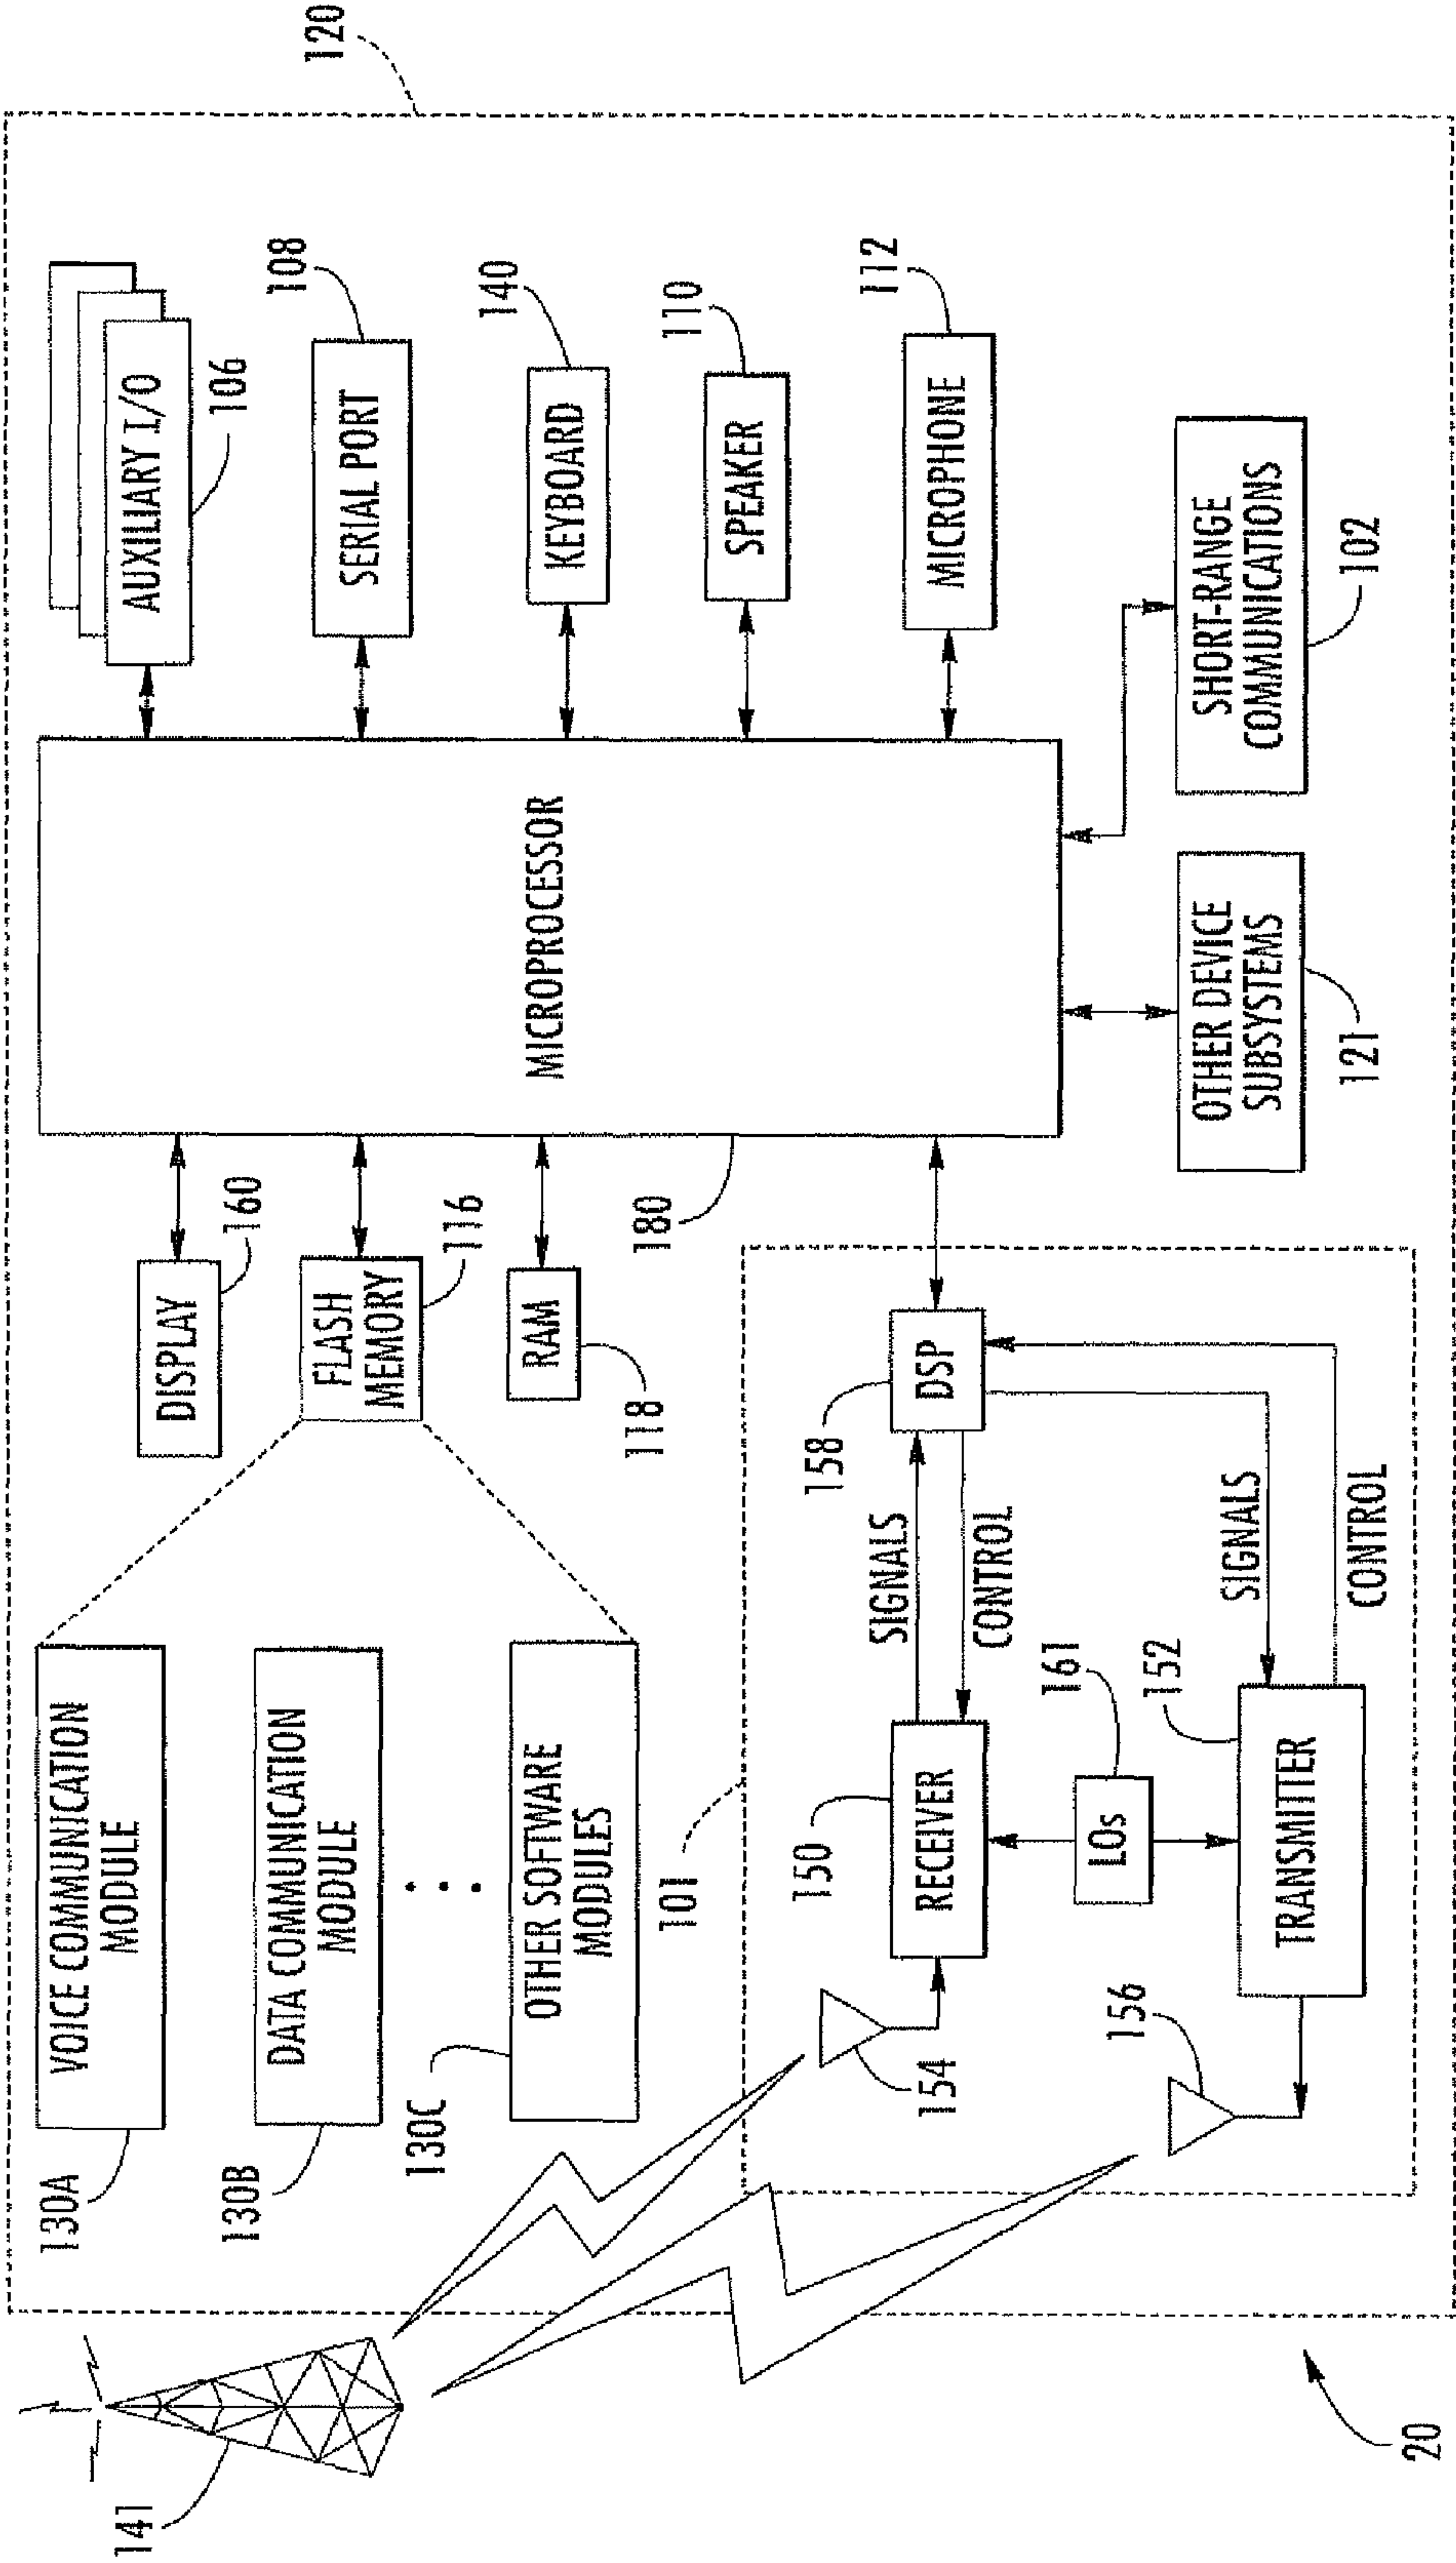 120
AUXILIARY I/O
106
SERIAL PORT
108
KEYBOARD
140
SPEAKER
110
MICROPHONE
112
SHORT-RANGE
COMMUNICATIONS
102
MICROPROCESSOR
180
OTHER DEVICE
SUBSYSTEMS
121
DISPLAY
160
FLASH
MEMORY
116
RAM
118
VOICE COMMUNICATION
MODULE
130A
DATA COMMUNICATION
MODULE
130B
OTHER SOFTWARE
MODULES
130C
101
DSP
158
SIGNALS
CONTROL
SIGNALS
CONTROL
RECEIVER
150
LOs
161
TRANSMITTER
152
154
156
141
20